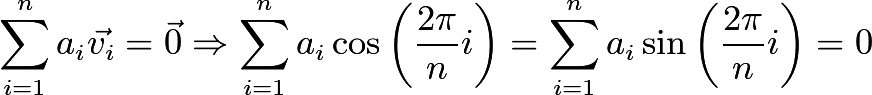 \sum_{i=1}^{n} a_i \vec{v_i} = \vec{0} \Rightarrow \sum_{i=1}^{n} a_i \cos\left(\frac{2\pi}{n}i\right) = \sum_{i=1}^{n} a_i \sin\left(\frac{2\pi}{n}i\right) = 0